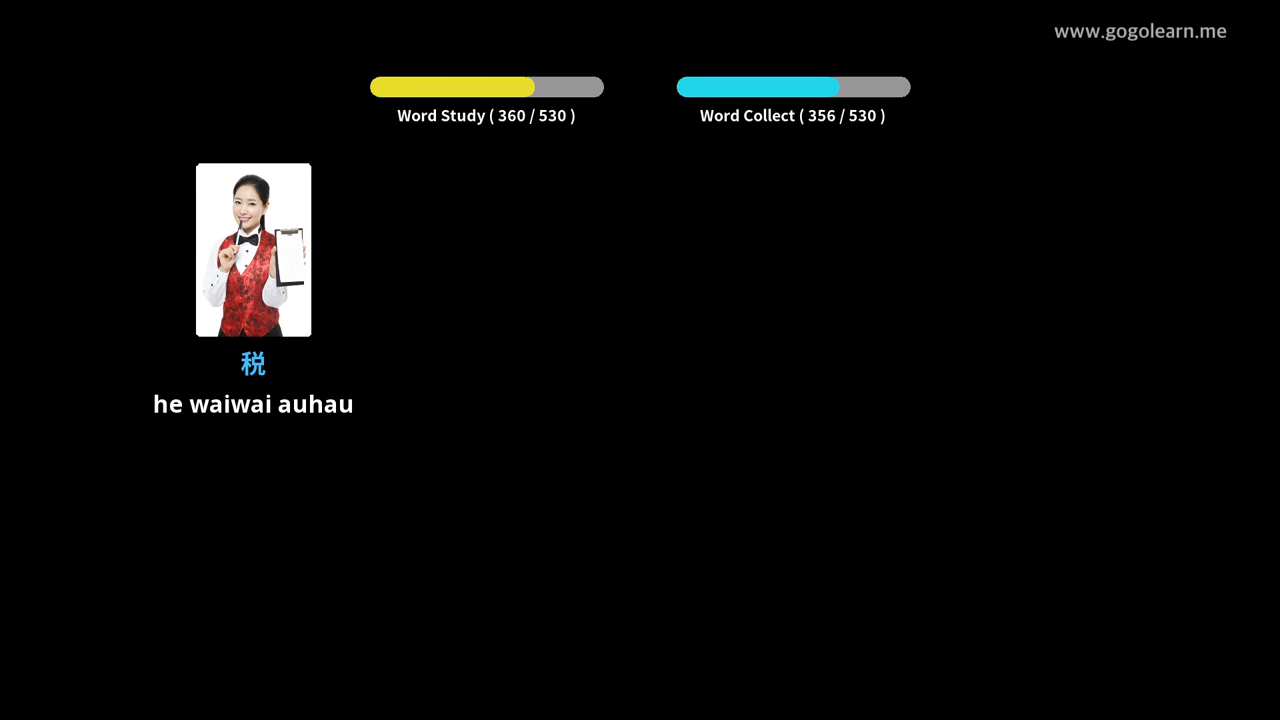 www.gogolearn.me
Word Study ( 360 / 530 )
Word Collect ( 356 / 530 )
税
he waiwai auhau